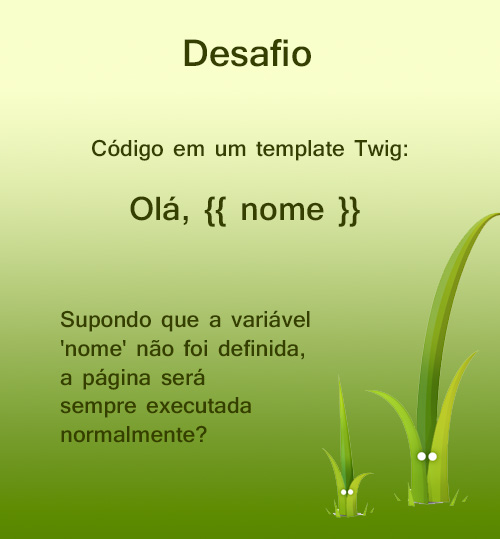 Desafio
Código em um template Twig:
Olá, {{ nome }}
Supondo que a variável
'nome' não foi definida,
a página será
sempre executada
normalmente?